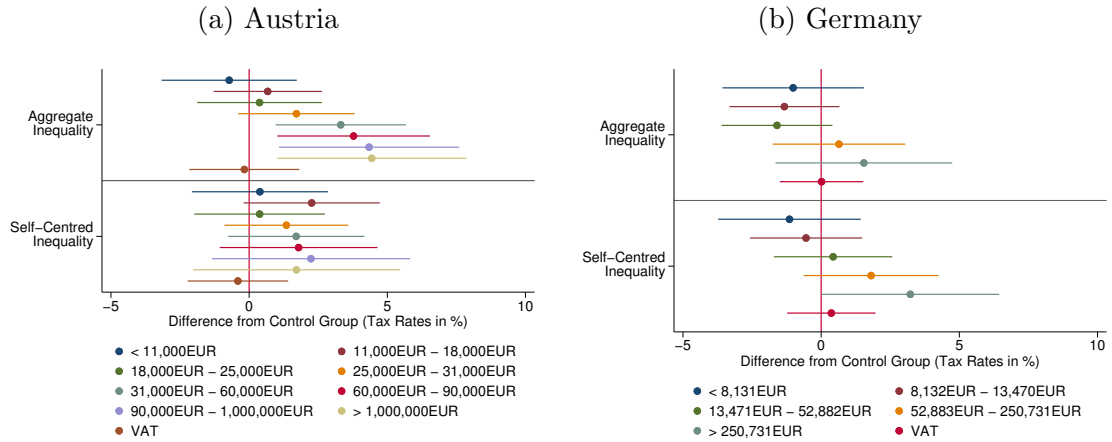 (a) Austria
Aggregate
Inequality
Self-Centred
Inequality
−5 0 5 10
Difference from Control Group (Tax Rates in %)
< 11,000EUR 11,000EUR − 18,000EUR
18,000EUR − 25,000EUR 25,000EUR − 31,000EUR
31,000EUR − 60,000EUR 60,000EUR − 90,000EUR
90,000EUR − 1,000,000EUR > 1,000,000EUR
VAT
(b) Germany
Aggregate
Inequality
Self-Centred
Inequality
−5 0 5 10
Difference from Control Group (Tax Rates in %)
< 8,131EUR 8,132EUR − 13,470EUR
13,471EUR − 52,882EUR 52,883EUR − 250,731EUR
> 250,731EUR VAT